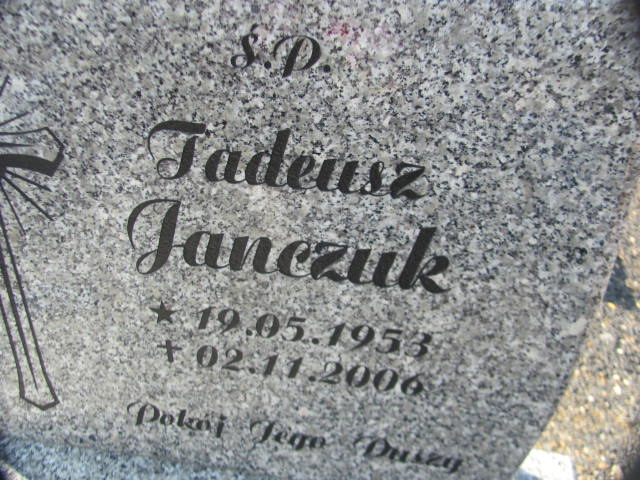 ś.p.
Tadeusz
Janczuk
★ 19.05.1953
✝ 02.11.2006
Pokój Jego Duszy